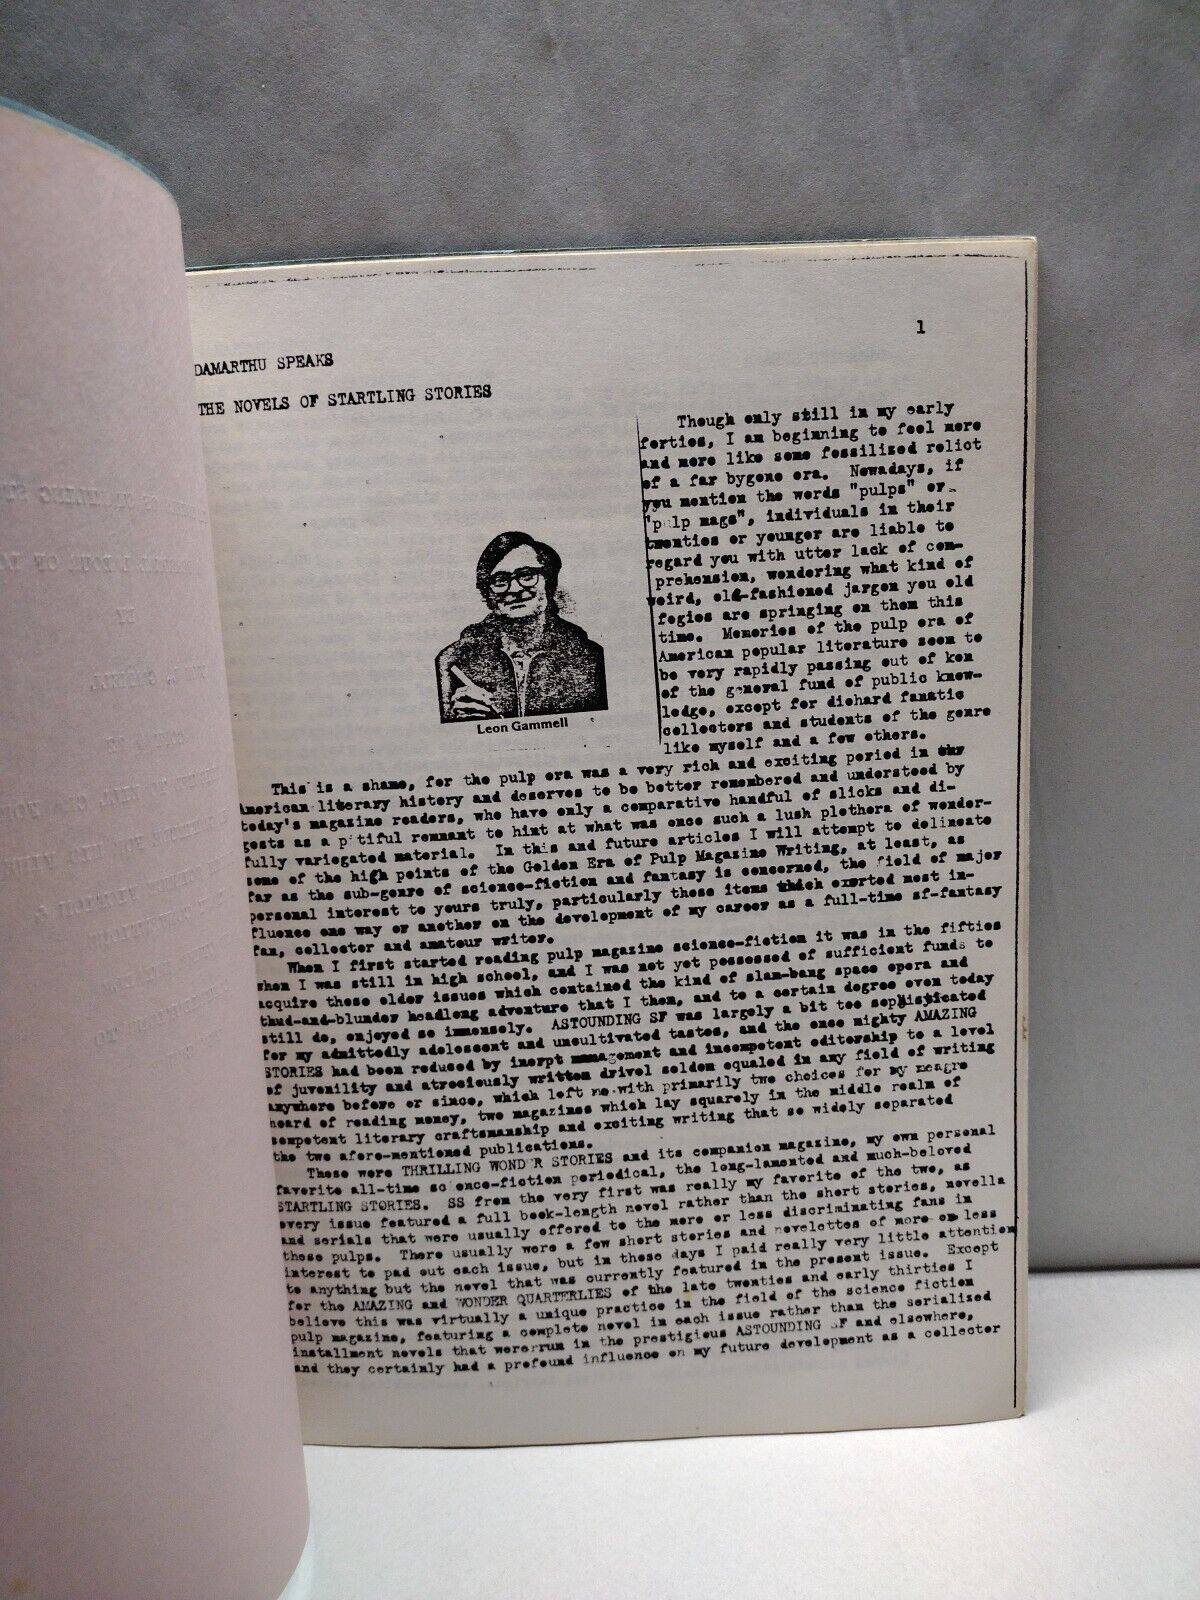 1
DAMARTHU SPEAKS
THE NOVELS OF STARTLING STORIES
Though only still in my early
forties, I am beginning to feel more
and more like some fossilized relict
of a far bygone era. Nowadays, if
you mention the words "pulps" or
"pulp mags", individuals in their
twenties or younger are liable to
regard you with utter lack of com-
prehension, wondering what kind of
weird, old-fashioned jargon you old
fogies are springing on them this
time. Memories of the pulp era of
American popular literature seem to
be very rapidly passing out of ken
of the general fund of public know-
ledge, except for diehard fanatic
collectors and students of the genre
like myself and a few others.
Leon Gammell
This is a shame, for the pulp era was a very rich and exciting period in
American literary history and deserves to be better remembered and understood by
today's magazine readers, who have only a comparative handful of slicks and di-
gests as a pitiful remnant to hint at what was once such a lush plethora of wonder-
fully variegated material. In this and future articles I will attempt to delineate
some of the high points of the Golden Era of Pulp Magazine Writing, at least, as
far as the sub-genre of science-fiction and fantasy is concerned, the field of major
personal interest to yours truly, particularly those items which exerted most in-
fluence one way or another on the development of my career as a full-time sf-fantasy
fan, collector and amateur writer.
When I first started reading pulp magazine science-fiction it was in the fifties
when I was still in high school, and I was not yet possessed of sufficient funds to
acquire those older issues which contained the kind of slam-bang space opera and
thud-and-blunder headlong adventure that I then, and to a certain degree even today
still do, enjoyed so immensely. ASTOUNDING SF was largely a bit too sophisticated
for my admittedly adolescent and uncultivated tastes, and the once mighty AMAZING
STORIES had been reduced by inept management and incompetent editorship to a level
of juvenility and atrociously written drivel seldom equaled in any field of writing
anywhere before or since, which left me with primarily two choices for my meagre
hoard of reading money, two magazines which lay squarely in the middle realm of
competent literary craftsmanship and exciting writing that so widely separated
the two afore-mentioned publications.
These were THRILLING WONDER STORIES and its companion magazine, my own personal
favorite all-time science-fiction periodical, the long-lamented and much-beloved
STARTLING STORIES. SS from the very first was really my favorite of the two, as
every issue featured a full book-length novel rather than the short stories, novella
and serials that were usually offered to the more or less discriminating fans in
these pulps. There usually were a few short stories and novelettes of more or less
interest to pad out each issue, but in these days I paid really very little attention
to anything but the novel that was currently featured in the present issue. Except
for the AMAZING and WONDER QUARTERLIES of the late twenties and early thirties I
believe this was virtually a unique practice in the field of the science fiction
pulp magazine, featuring a complete novel in each issue rather than the serialized
installment novels that were run in the prestigious ASTOUNDING SF and elsewhere,
and they certainly had a profound influence on my future development as a collector